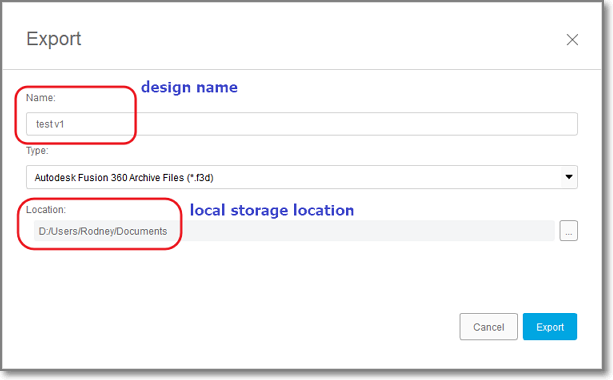 Export
design name
Name:
test v1
Type:
Autodesk Fusion 360 Archive Files (*.f3d)
Location:
local storage location
D:/Users/Rodney/Documents
...
Cancel
Export